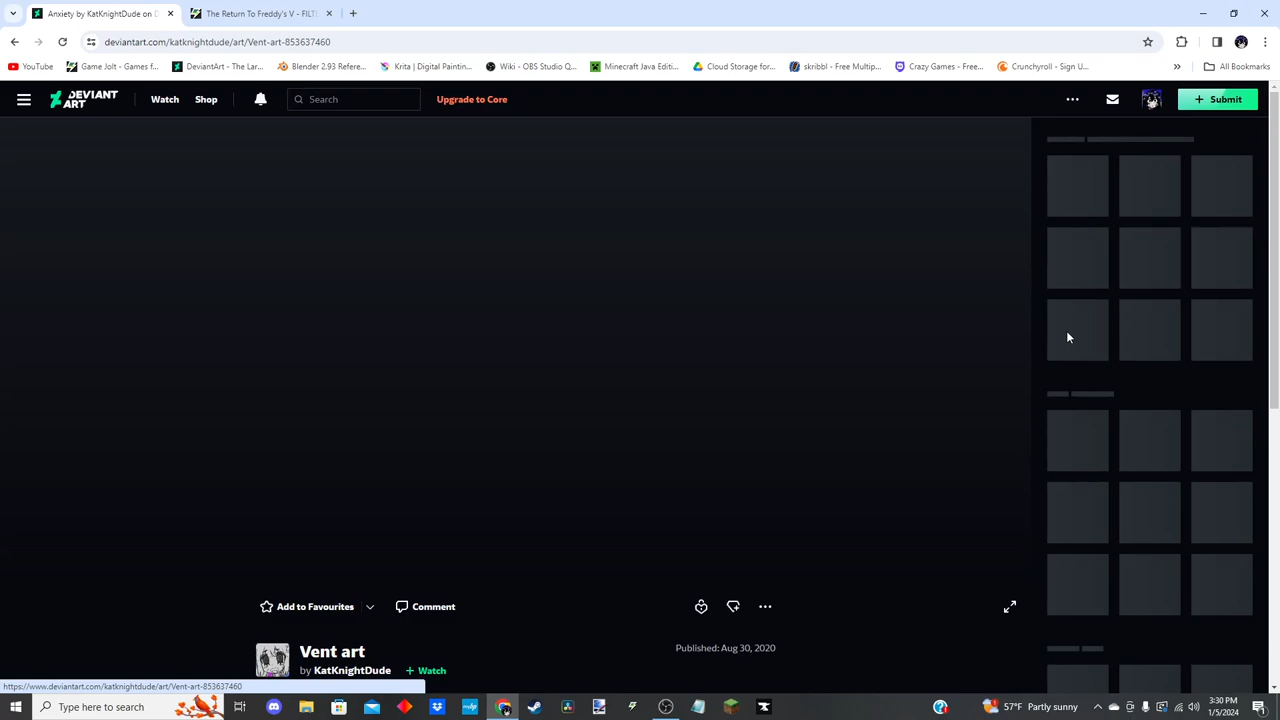 Anxiety by KatKnightDude on D
The Return To Freddy's V - FILT
deviantart.com/katknightdude/art/Vent-art-853637460
YouTube
Game Jolt - Games f...
DeviantArt - The Lar...
Blender 2.93 Refere...
Krita | Digital Paintin...
Wiki - OBS Studio Q...
Minecraft Java Editi...
Cloud Storage for...
skribbl - Free Multip...
Crazy Games - Free...
Crunchyroll - Sign U...
»
All Bookmarks
DEVIANT
ART
Watch
Shop
Search
Upgrade to Core
+ Submit
Add to Favourites
Comment
Vent art
Published: Aug 30, 2020
by KatKnightDude
+ Watch
https://www.deviantart.com/katknightdude/art/Vent-art-853637460
Type here to search
57°F Partly sunny
3:30 PM
1/5/2024